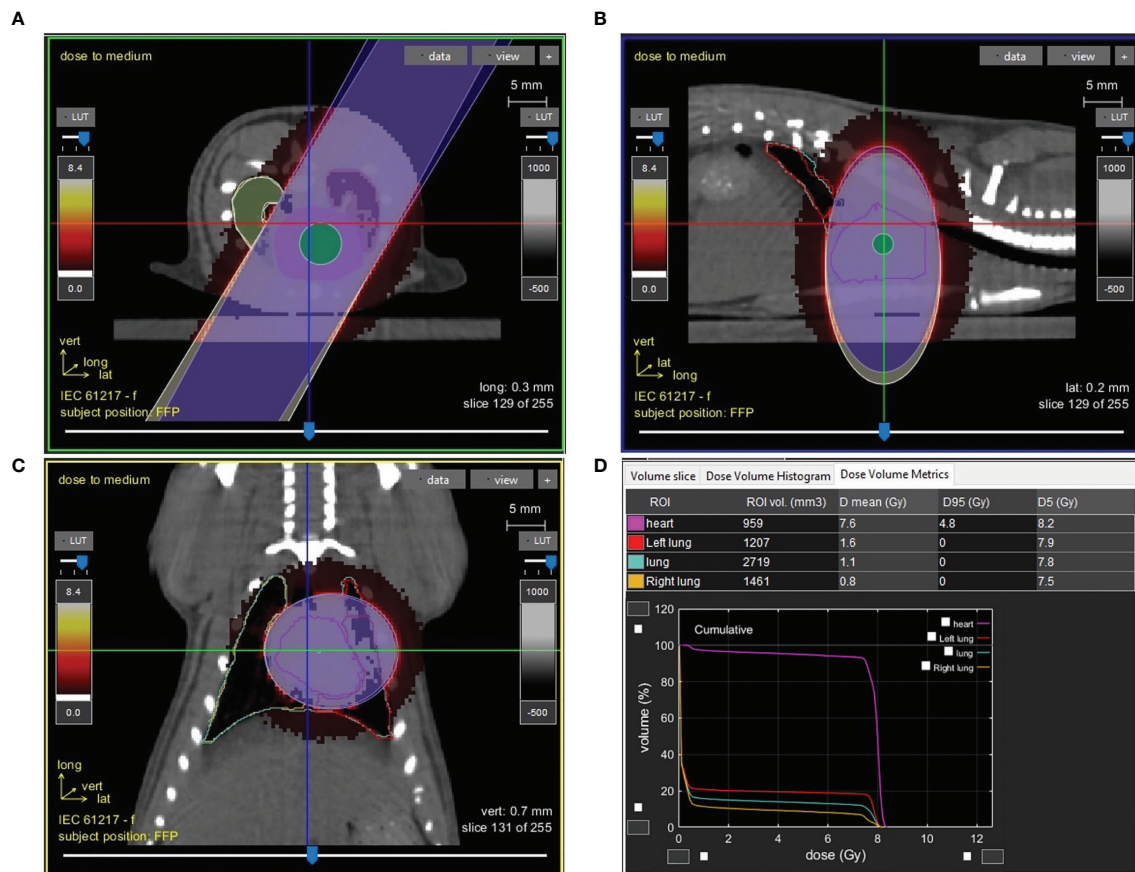 A
dose to medium
data view +
5 mm
LUT LUT
8.4 1000
0.0 -500
vert
long
lat
IEC 61217 - f
subject position: FFP
long: 0.3 mm
slice 129 of 255
B
dose to medium
data view +
5 mm
LUT LUT
8.4 1000
0.0 -500
vert
lat
long
IEC 61217 - f
subject position: FFP
lat: 0.2 mm
slice 129 of 255
C
dose to medium
data view +
5 mm
LUT LUT
8.4 1000
0.0 -500
long
vert
lat
IEC 61217 - f
subject position: FFP
vert: 0.7 mm
slice 131 of 255
D
Volume slice Dose Volume Histogram Dose Volume Metrics
ROI ROI vol. (mm3) D mean (Gy) D95 (Gy) D5 (Gy)
heart 959 7.6 4.8 8.2
Left lung 1207 1.6 0 7.9
lung 2719 1.1 0 7.8
Right lung 1461 0.8 0 7.5
120
100
80
60
40
20
0
volume (%)
Cumulative
heart
Left lung
lung
Right lung
0 2 4 6 8 10 12
dose (Gy)